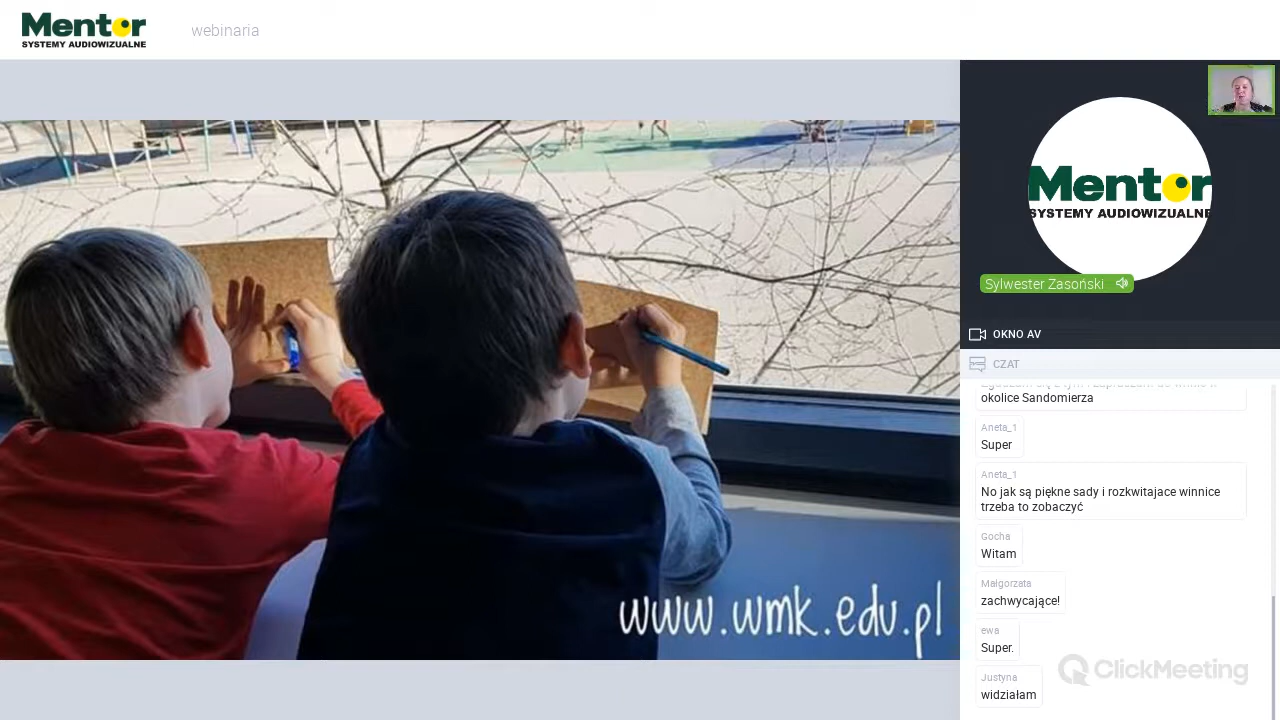 Mentor
SYSTEMY AUDIOWIZUALNE
webinaria
www.wmk.edu.pl
Mentor
SYSTEMY AUDIOWIZUALNE
Sylwester Zasoński
OKNO AV
CZAT
okolice Sandomierza
Aneta_1
Super
Aneta_1
No jak są piękne sady i rozkwitajace winnice
trzeba to zobaczyć
Gocha
Witam
Małgorzata
zachwycające!
ewa
Super.
Justyna
widziałam
ClickMeeting